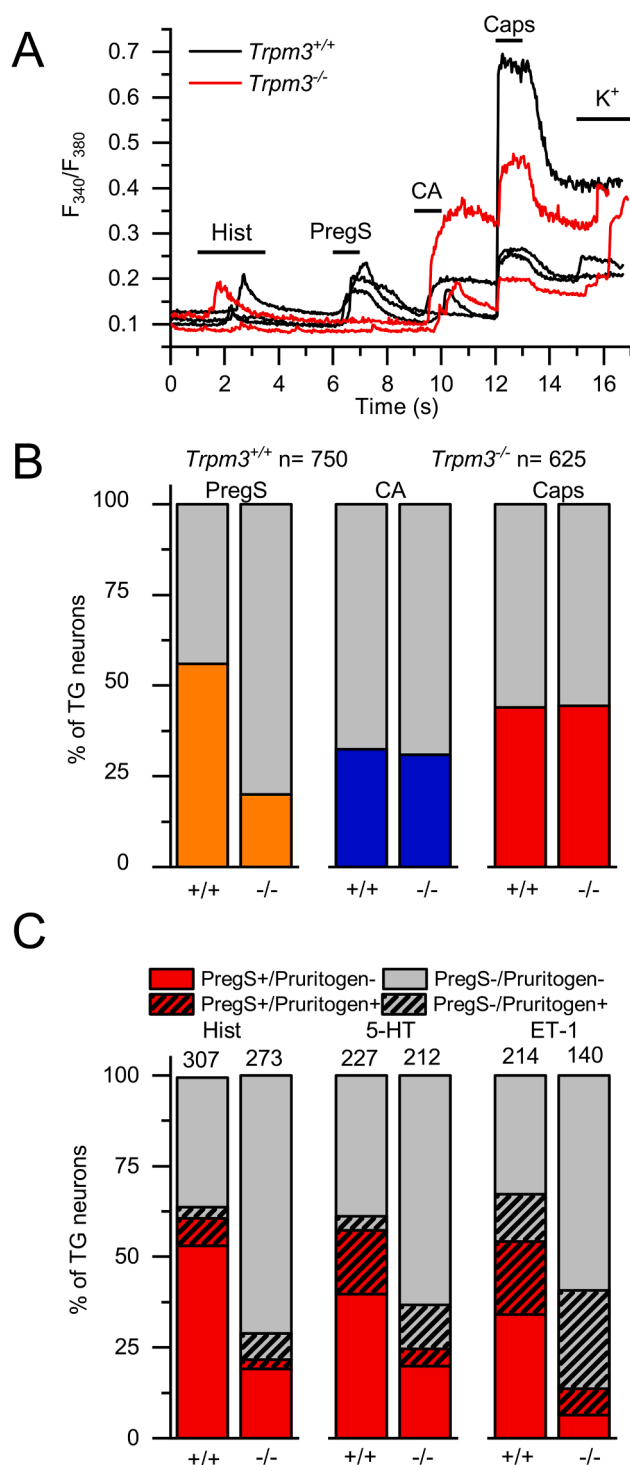 A
Trpm3+/+
Trpm3-/-
Caps
K+
CA
Hist
PregS
F340/F380
0.7
0.6
0.5
0.4
0.3
0.2
0.1
0 2 4 6 8 10 12 14 16
Time (s)
B
Trpm3+/+ n= 750 Trpm3-/- n= 625
PregS CA Caps
% of TG neurons
100
75
50
25
0
+/+ -/- +/+ -/- +/+ -/-
C
PregS+/Pruritogen- PregS-/Pruritogen-
PregS+/Pruritogen+ PregS-/Pruritogen+
Hist 5-HT ET-1
307 273 227 212 214 140
% of TG neurons
100
75
50
25
0
+/+ -/- +/+ -/- +/+ -/-